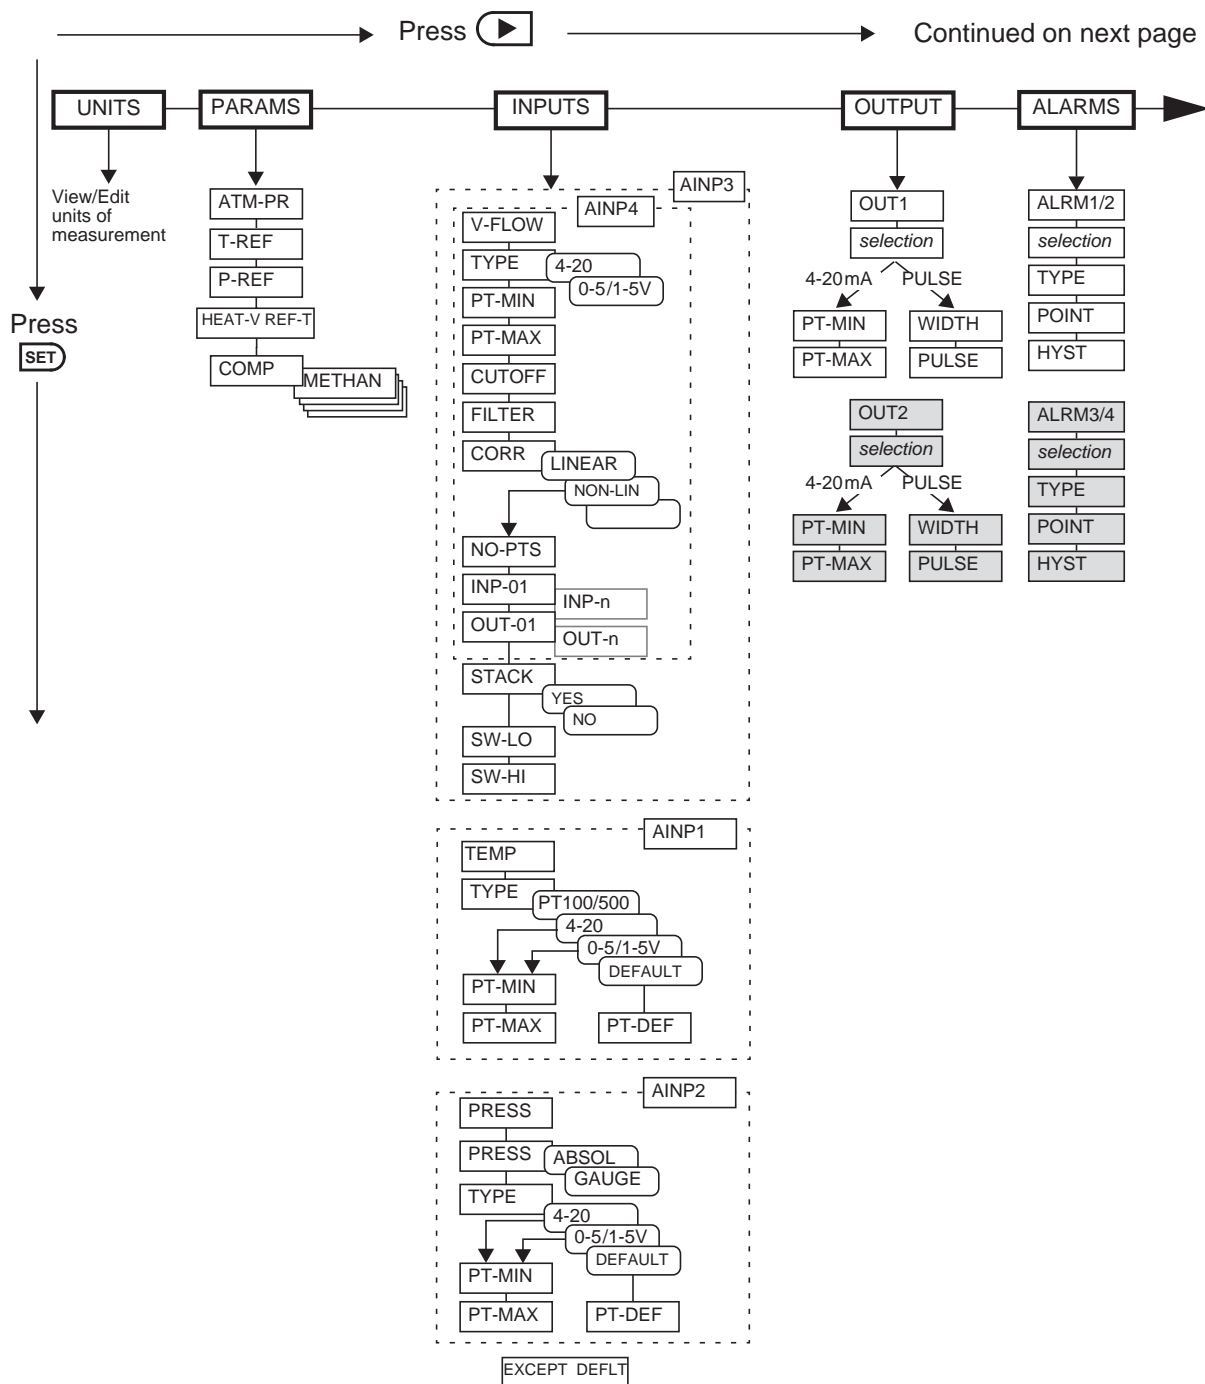 Press
Continued on next page
Press
SET
UNITS
View/Edit
units of
measurement
PARAMS
ATM-PR
T-REF
P-REF
HEAT-V REF-T
COMP
METHAN
INPUTS
AINP3
AINP4
V-FLOW
TYPE
4-20
0-5/1-5V
PT-MIN
PT-MAX
CUTOFF
FILTER
CORR
LINEAR
NON-LIN
NO-PTS
INP-01
INP-n
OUT-01
OUT-n
STACK
YES
NO
SW-LO
SW-HI
AINP1
TEMP
TYPE
PT100/500
4-20
0-5/1-5V
DEFAULT
PT-MIN
PT-MAX
PT-DEF
AINP2
PRESS
PRESS
ABSOL
GAUGE
TYPE
4-20
0-5/1-5V
DEFAULT
PT-MIN
PT-MAX
PT-DEF
EXCEPT DEFLT
OUTPUT
OUT1
selection
4-20mA PULSE
PT-MIN WIDTH
PT-MAX PULSE
OUT2
selection
4-20mA PULSE
PT-MIN WIDTH
PT-MAX PULSE
ALARMS
ALRM1/2
selection
TYPE
POINT
HYST
ALRM3/4
selection
TYPE
POINT
HYST